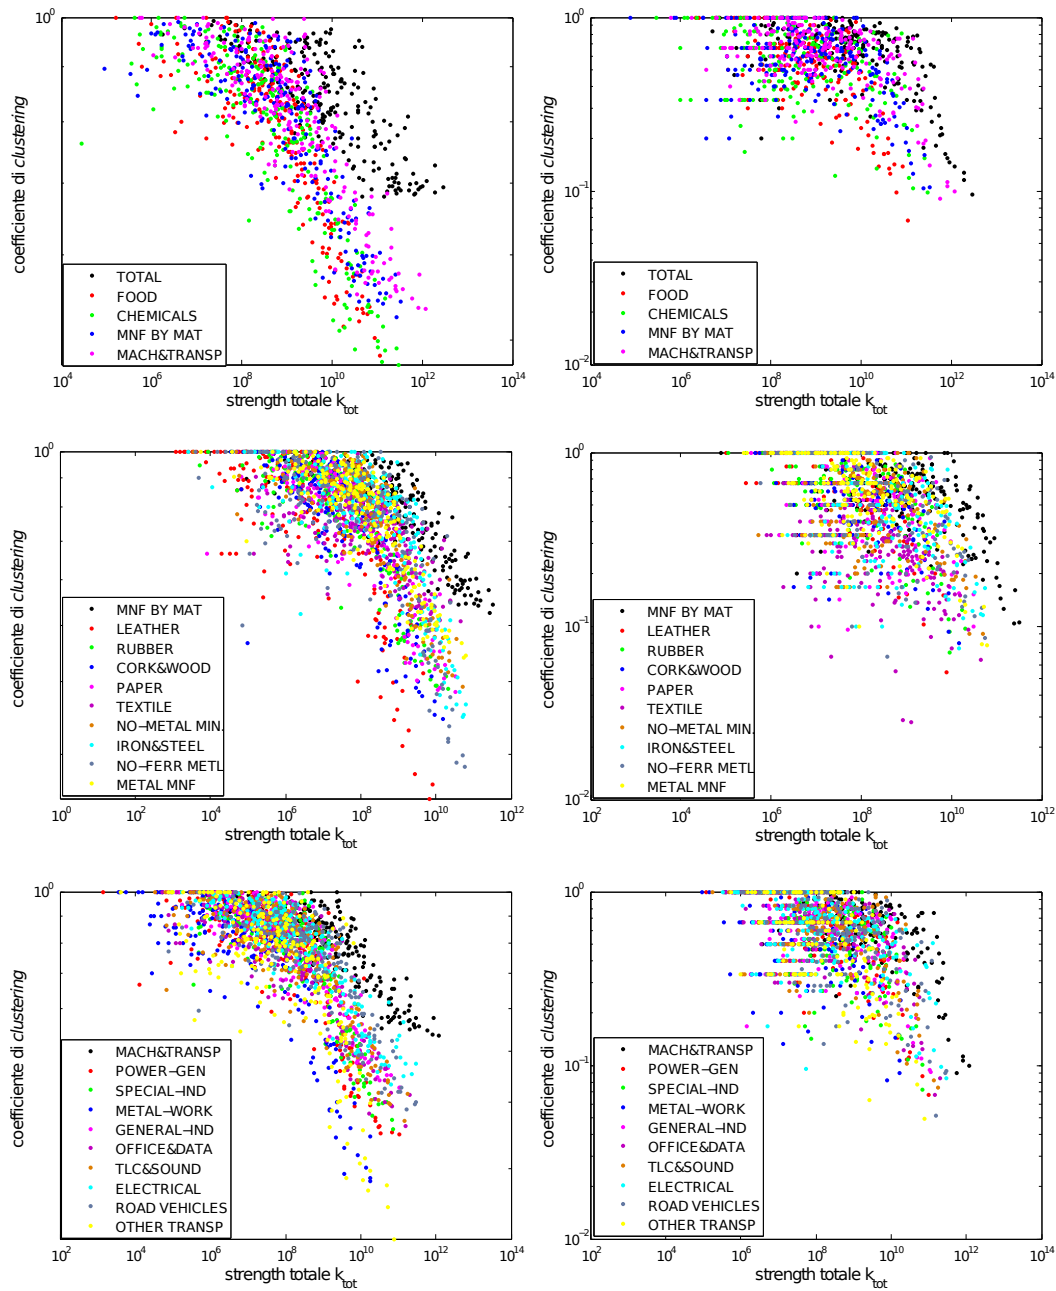 10^0
coefficiente di clustering
TOTAL
FOOD
CHEMICALS
MNF BY MAT
MACH&TRANSP
10^4 10^6 10^8 10^10 10^12 10^14
strength totale k_tot
10^0
10^-1
10^-2
coefficiente di clustering
TOTAL
FOOD
CHEMICALS
MNF BY MAT
MACH&TRANSP
10^4 10^6 10^8 10^10 10^12 10^14
strength totale k_tot
10^0
coefficiente di clustering
MNF BY MAT
LEATHER
RUBBER
CORK&WOOD
PAPER
TEXTILE
NO−METAL MIN.
IRON&STEEL
NO−FERR METL
METAL MNF
10^0 10^2 10^4 10^6 10^8 10^10 10^12
strength totale k_tot
10^0
10^-1
10^-2
coefficiente di clustering
MNF BY MAT
LEATHER
RUBBER
CORK&WOOD
PAPER
TEXTILE
NO−METAL MIN.
IRON&STEEL
NO−FERR METL
METAL MNF
10^2 10^4 10^6 10^8 10^10 10^12
strength totale k_tot
10^0
coefficiente di clustering
MACH&TRANSP
POWER−GEN
SPECIAL−IND
METAL−WORK
GENERAL−IND
OFFICE&DATA
TLC&SOUND
ELECTRICAL
ROAD VEHICLES
OTHER TRANSP
10^2 10^4 10^6 10^8 10^10 10^12 10^14
strength totale k_tot
10^0
10^-1
10^-2
coefficiente di clustering
MACH&TRANSP
POWER−GEN
SPECIAL−IND
METAL−WORK
GENERAL−IND
OFFICE&DATA
TLC&SOUND
ELECTRICAL
ROAD VEHICLES
OTHER TRANSP
10^2 10^4 10^6 10^8 10^10 10^12 10^14
strength totale k_tot